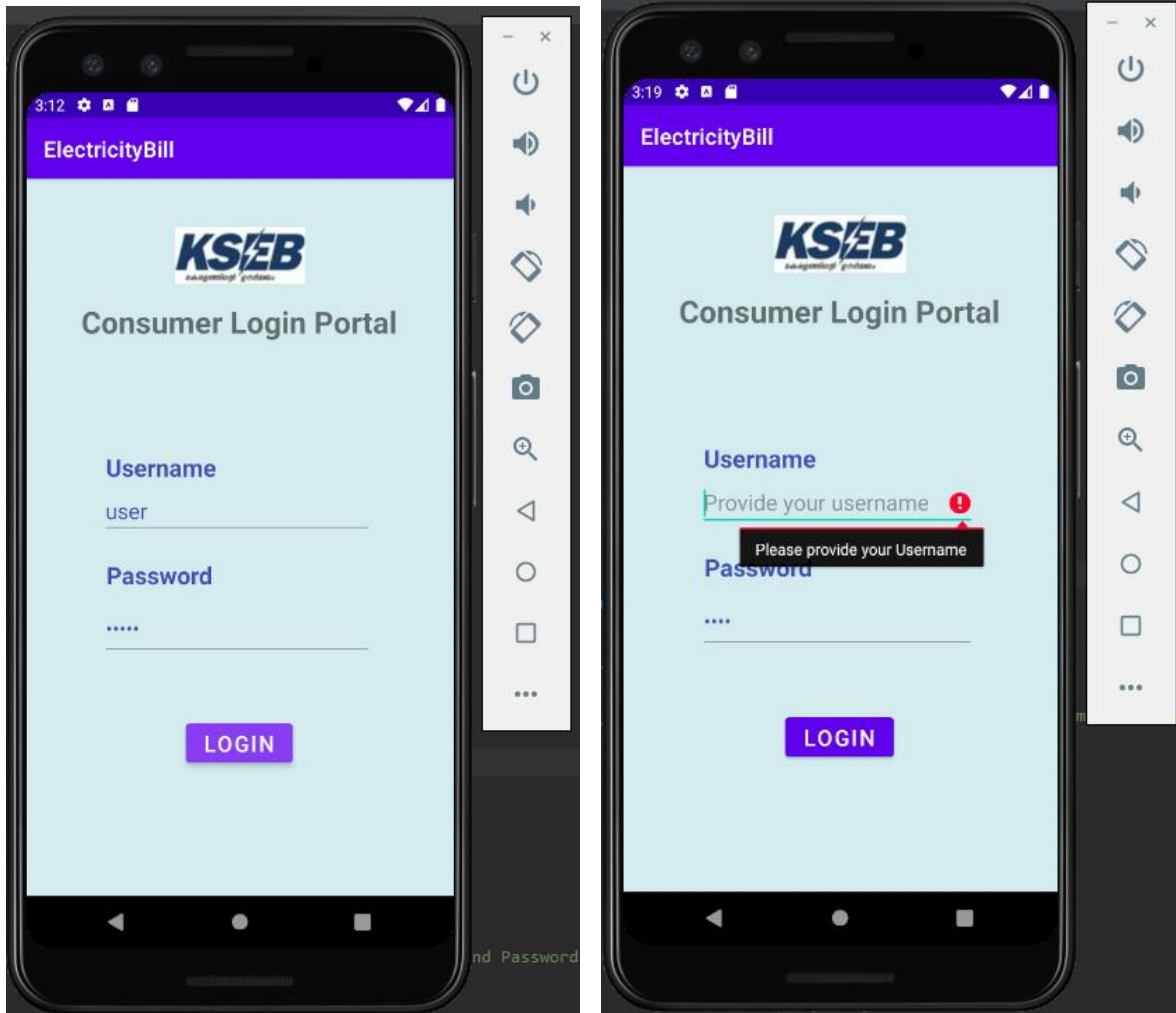 3:12
ElectricityBill
KSEB
Consumer Login Portal
Username
user
Password
•••••
LOGIN
nd Password
3:19
ElectricityBill
KSEB
Consumer Login Portal
Username
Provide your username
Please provide your Username
Password
••••
LOGIN
m